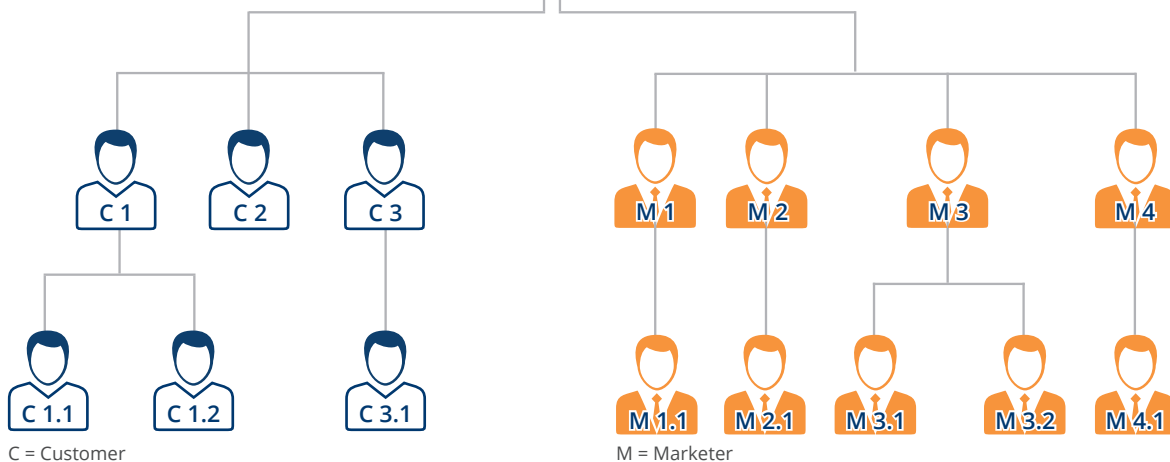 C 1
C 2
C 3
M 1
M 2
M 3
M 4
C 1.1
C 1.2
C 3.1
M 1.1
M 2.1
M 3.1
M 3.2
M 4.1
C = Customer
M = Marketer